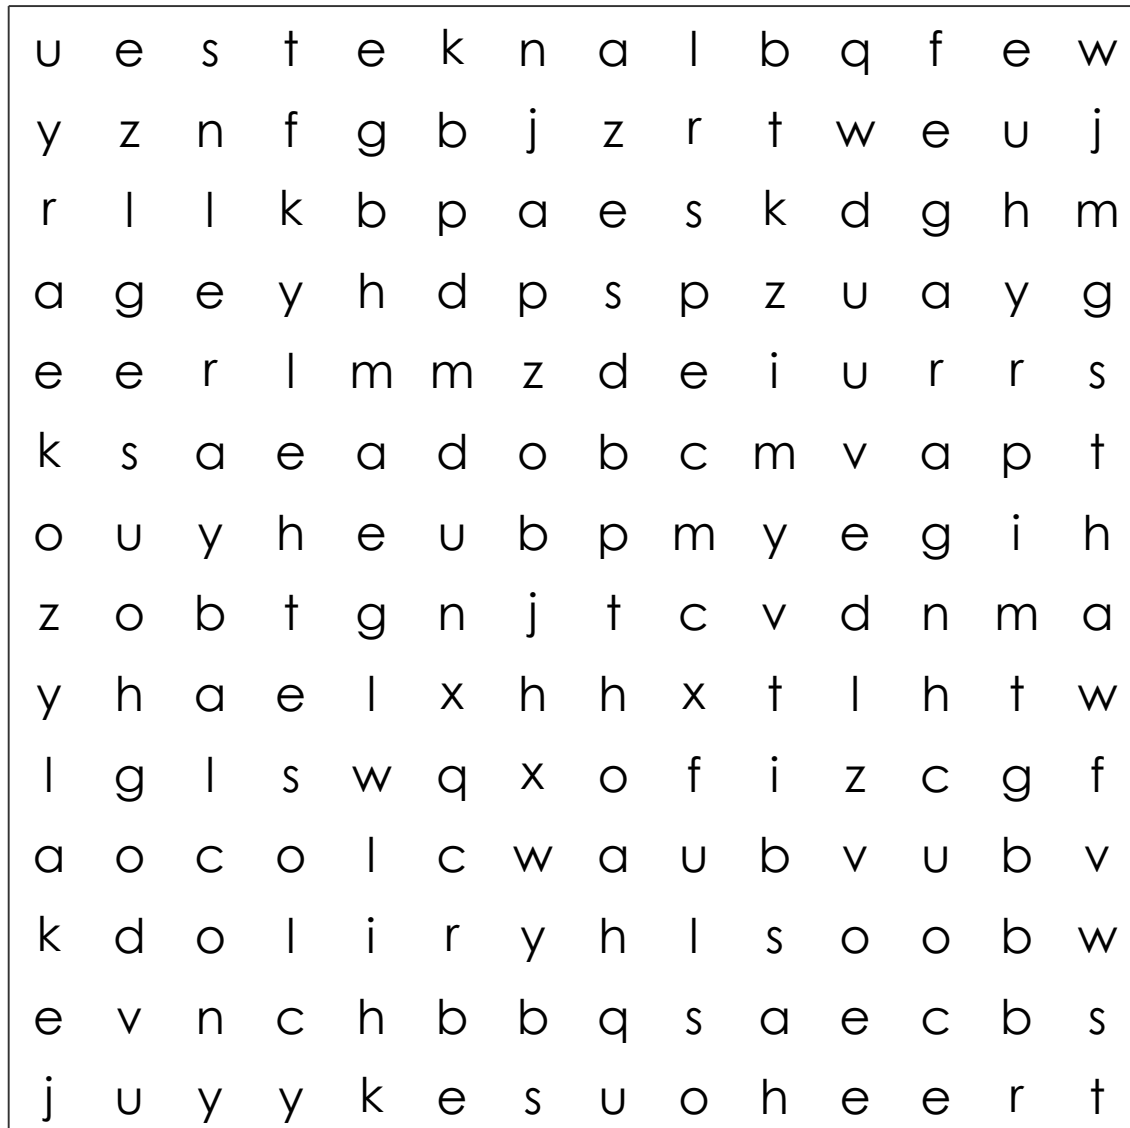 u e s t e k n a l b q f e w
y z n f g b j z r t w e u j
r l l k b p a e s k d g h m
a g e y h d p s p z u a y g
e e r l m m z d e i u r r s
k s a e a d o b c m v a p t
o u y h e u b p m y e g i h
z o b t g n j t c v d n m a
y h a e l x h h x t l h t w
l g l s w q x o f i z c g f
a o c o l c w a u b v u b v
k d o l i r y h l s o o b w
e v n c h b b q s a e c b s
j u y y k e s u o h e e r t